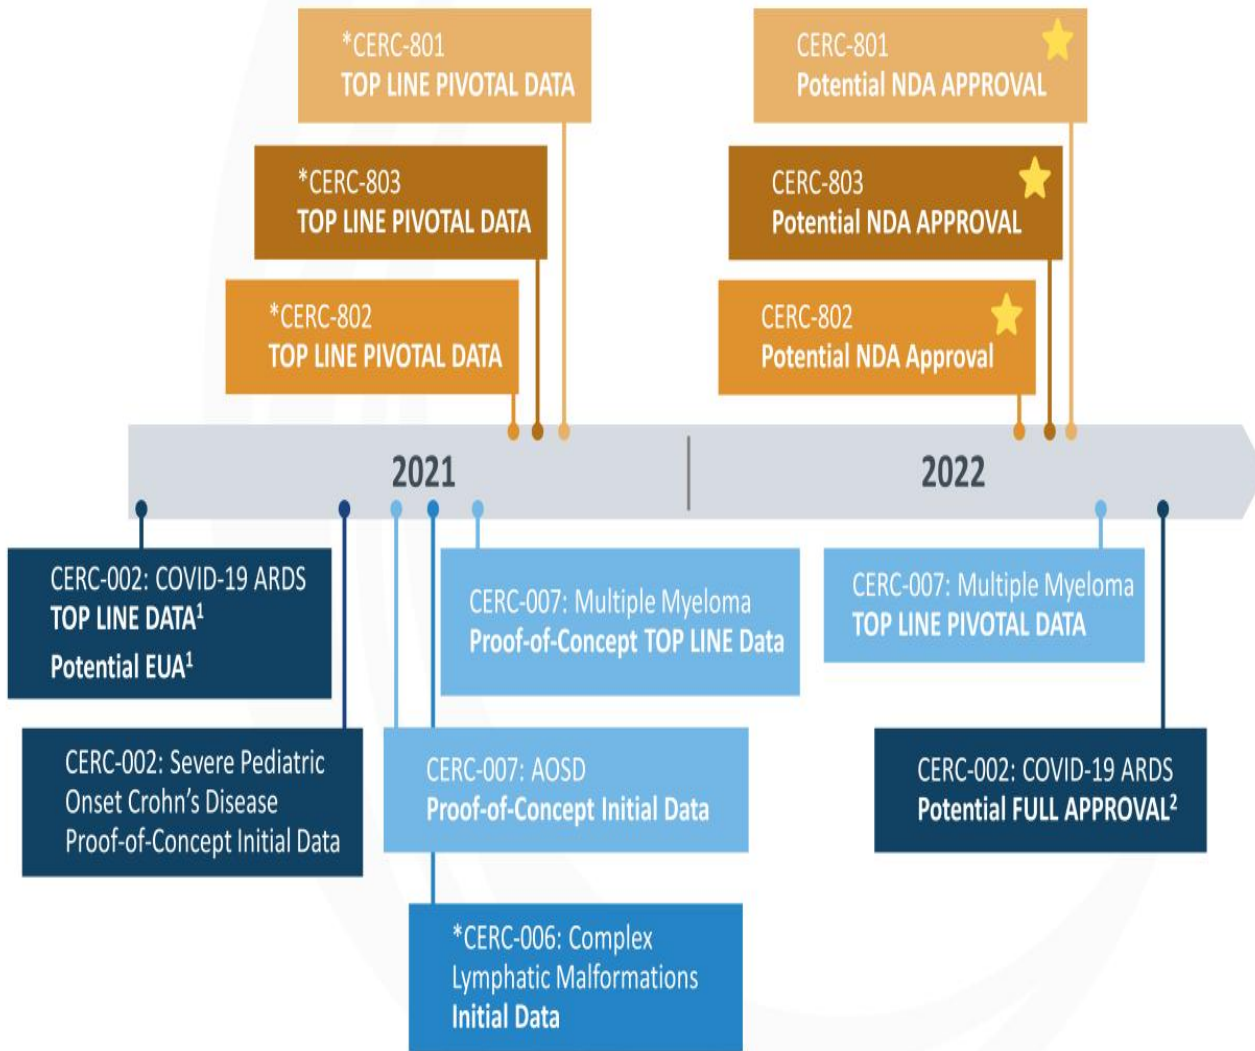 *CERC-801
TOP LINE PIVOTAL DATA
CERC-801
Potential NDA APPROVAL
*CERC-803
TOP LINE PIVOTAL DATA
CERC-803
Potential NDA APPROVAL
*CERC-802
TOP LINE PIVOTAL DATA
CERC-802
Potential NDA Approval
2021
2022
CERC-002: COVID-19 ARDS
TOP LINE DATA¹
Potential EUA¹
CERC-007: Multiple Myeloma
Proof-of-Concept TOP LINE Data
CERC-007: Multiple Myeloma
TOP LINE PIVOTAL DATA
CERC-002: Severe Pediatric
Onset Crohn’s Disease
Proof-of-Concept Initial Data
CERC-007: AOSD
Proof-of-Concept Initial Data
CERC-002: COVID-19 ARDS
Potential FULL APPROVAL²
*CERC-006: Complex
Lymphatic Malformations
Initial Data